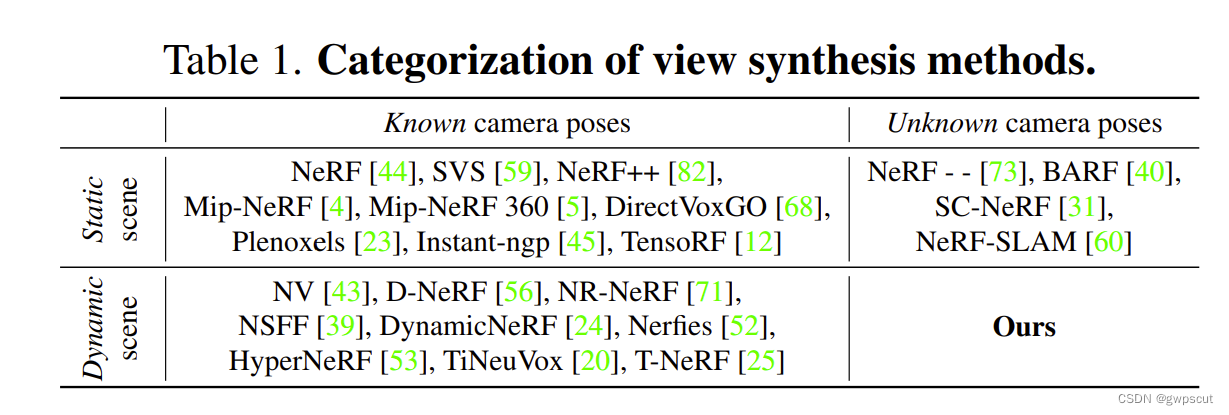 Table 1. Categorization of view synthesis methods.
Known camera poses
Unknown camera poses
Static
scene
NeRF [44], SVS [59], NeRF++ [82],
Mip-NeRF [4], Mip-NeRF 360 [5], DirectVoxGO [68],
Plenoxels [23], Instant-ngp [45], TensoRF [12]
NeRF - - [73], BARF [40],
SC-NeRF [31],
NeRF-SLAM [60]
Dynamic
scene
NV [43], D-NeRF [56], NR-NeRF [71],
NSFF [39], DynamicNeRF [24], Nerfies [52],
HyperNeRF [53], TiNeuVox [20], T-NeRF [25]
Ours
CSDN @gwpscut